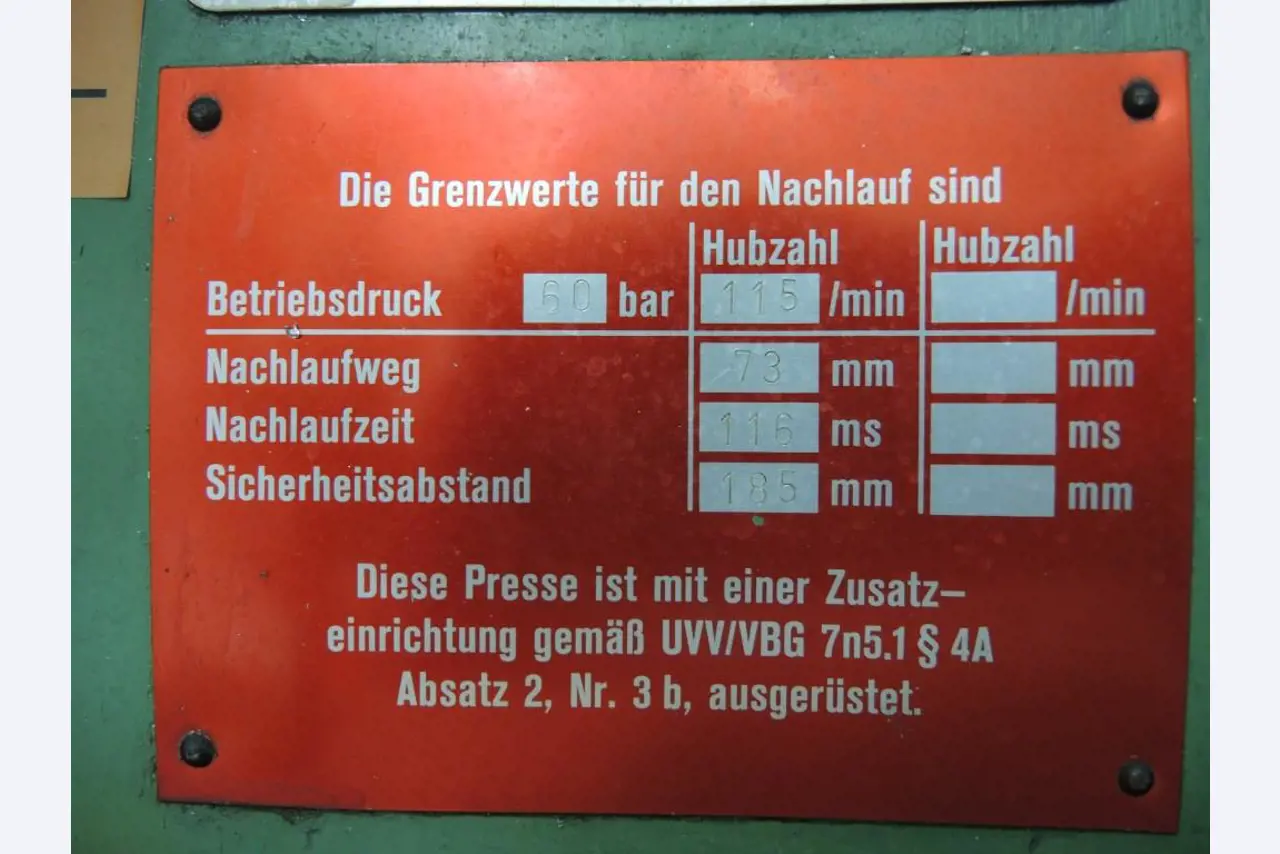 Die Grenzwerte für den Nachlauf sind
Hubzahl Hubzahl
Betriebsdruck 60 bar 115 /min /min
Nachlaufweg 73 mm mm
Nachlaufzeit 116 ms ms
Sicherheitsabstand 185 mm mm
Diese Presse ist mit einer Zusatz–
einrichtung gemäß UVV/VBG 7n5.1 § 4A
Absatz 2, Nr. 3 b, ausgerüstet.